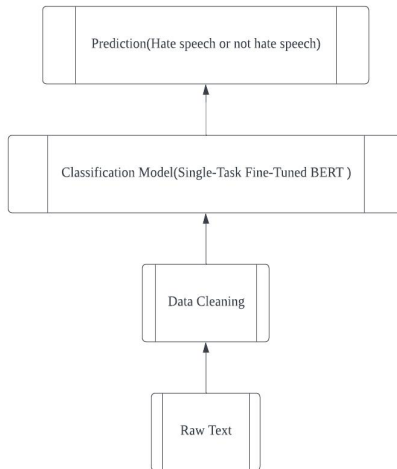 Prediction(Hate speech or not hate speech)
Classification Model(Single-Task Fine-Tuned BERT )
Data Cleaning
Raw Text